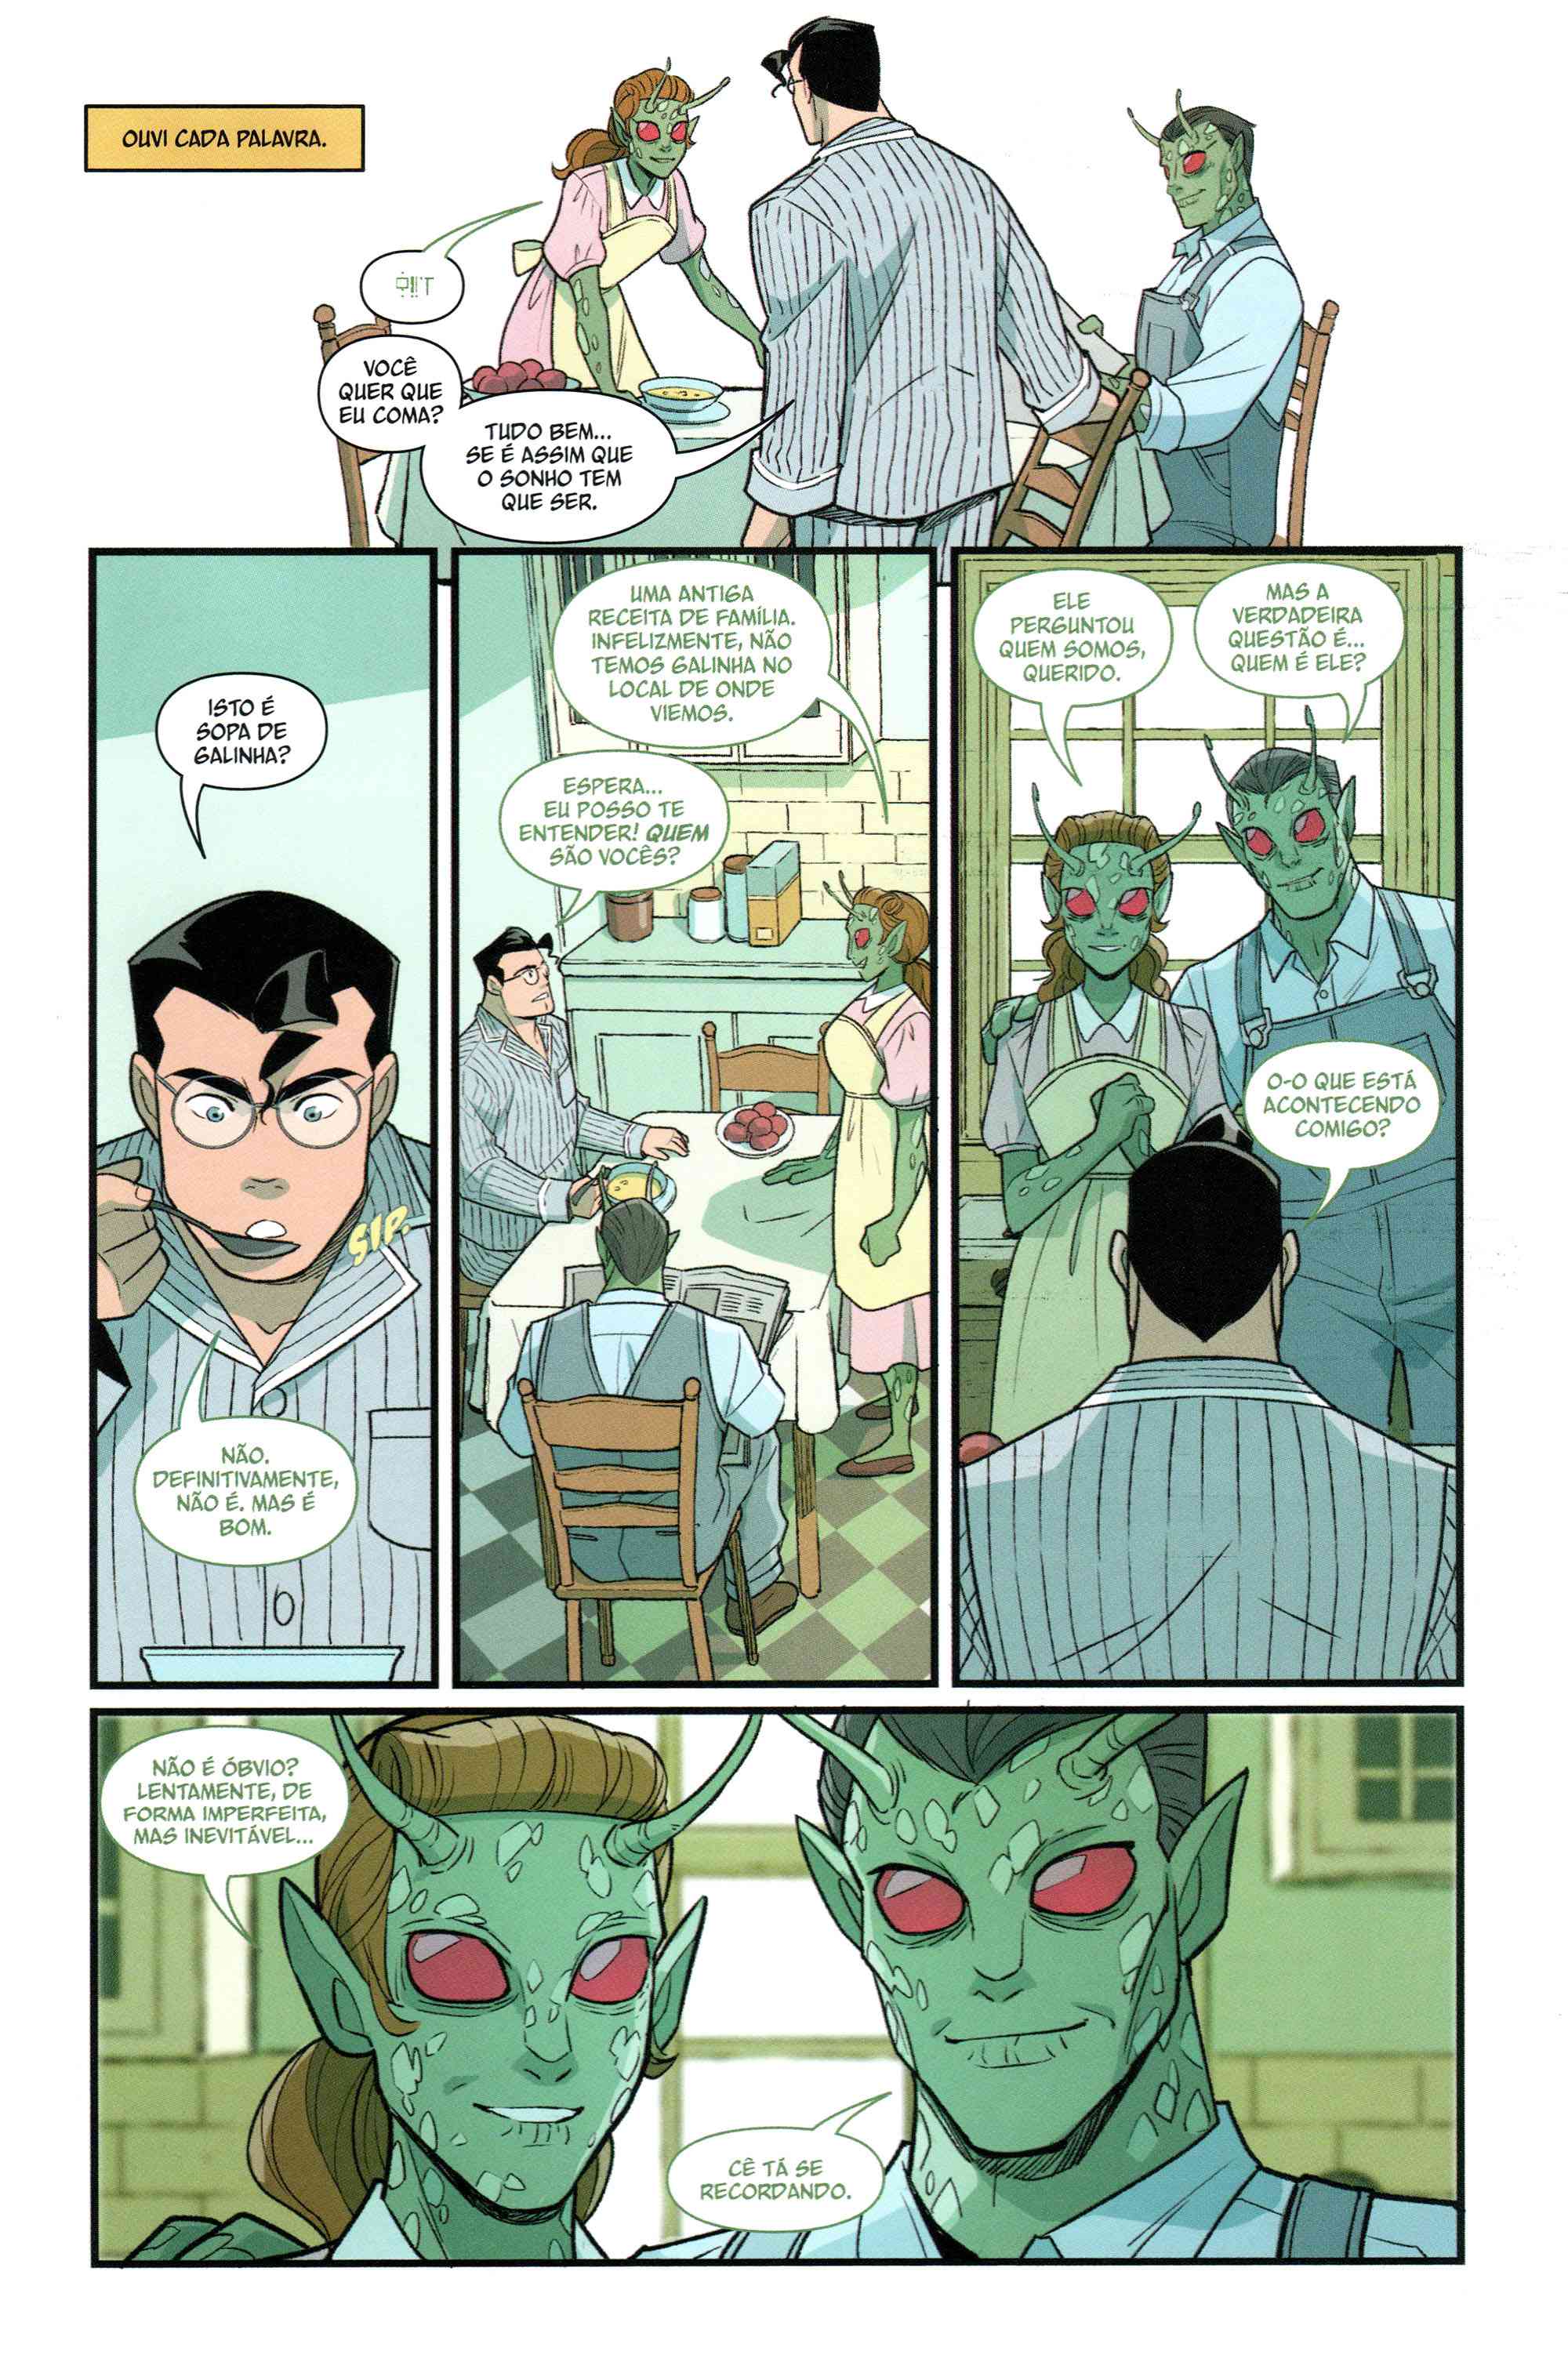 OUVI CADA PALAVRA.
VOCÊ
QUER QUE
EU COMA?
TUDO BEM...
SE É ASSIM QUE
O SONHO TEM
QUE SER.
ISTO É
SOPA DE
GALINHA?
SIP.
NÃO.
DEFINITIVAMENTE,
NÃO É. MAS É
BOM.
UMA ANTIGA
RECEITA DE FAMÍLIA.
INFELIZMENTE, NÃO
TEMOS GALINHA NO
LOCAL DE ONDE
VIEMOS.
ESPERA...
EU POSSO TE
ENTENDER! QUEM
SÃO VOCÊS?
ELE
PERGUNTOU
QUEM SOMOS,
QUERIDO.
MAS A
VERDADEIRA
QUESTÃO É...
QUEM É ELE?
O-O QUE ESTÁ
ACONTECENDO
COMIGO?
NÃO É ÓBVIO?
LENTAMENTE, DE
FORMA IMPERFEITA,
MAS INEVITÁVEL...
CÊ TÁ SE
RECORDANDO.